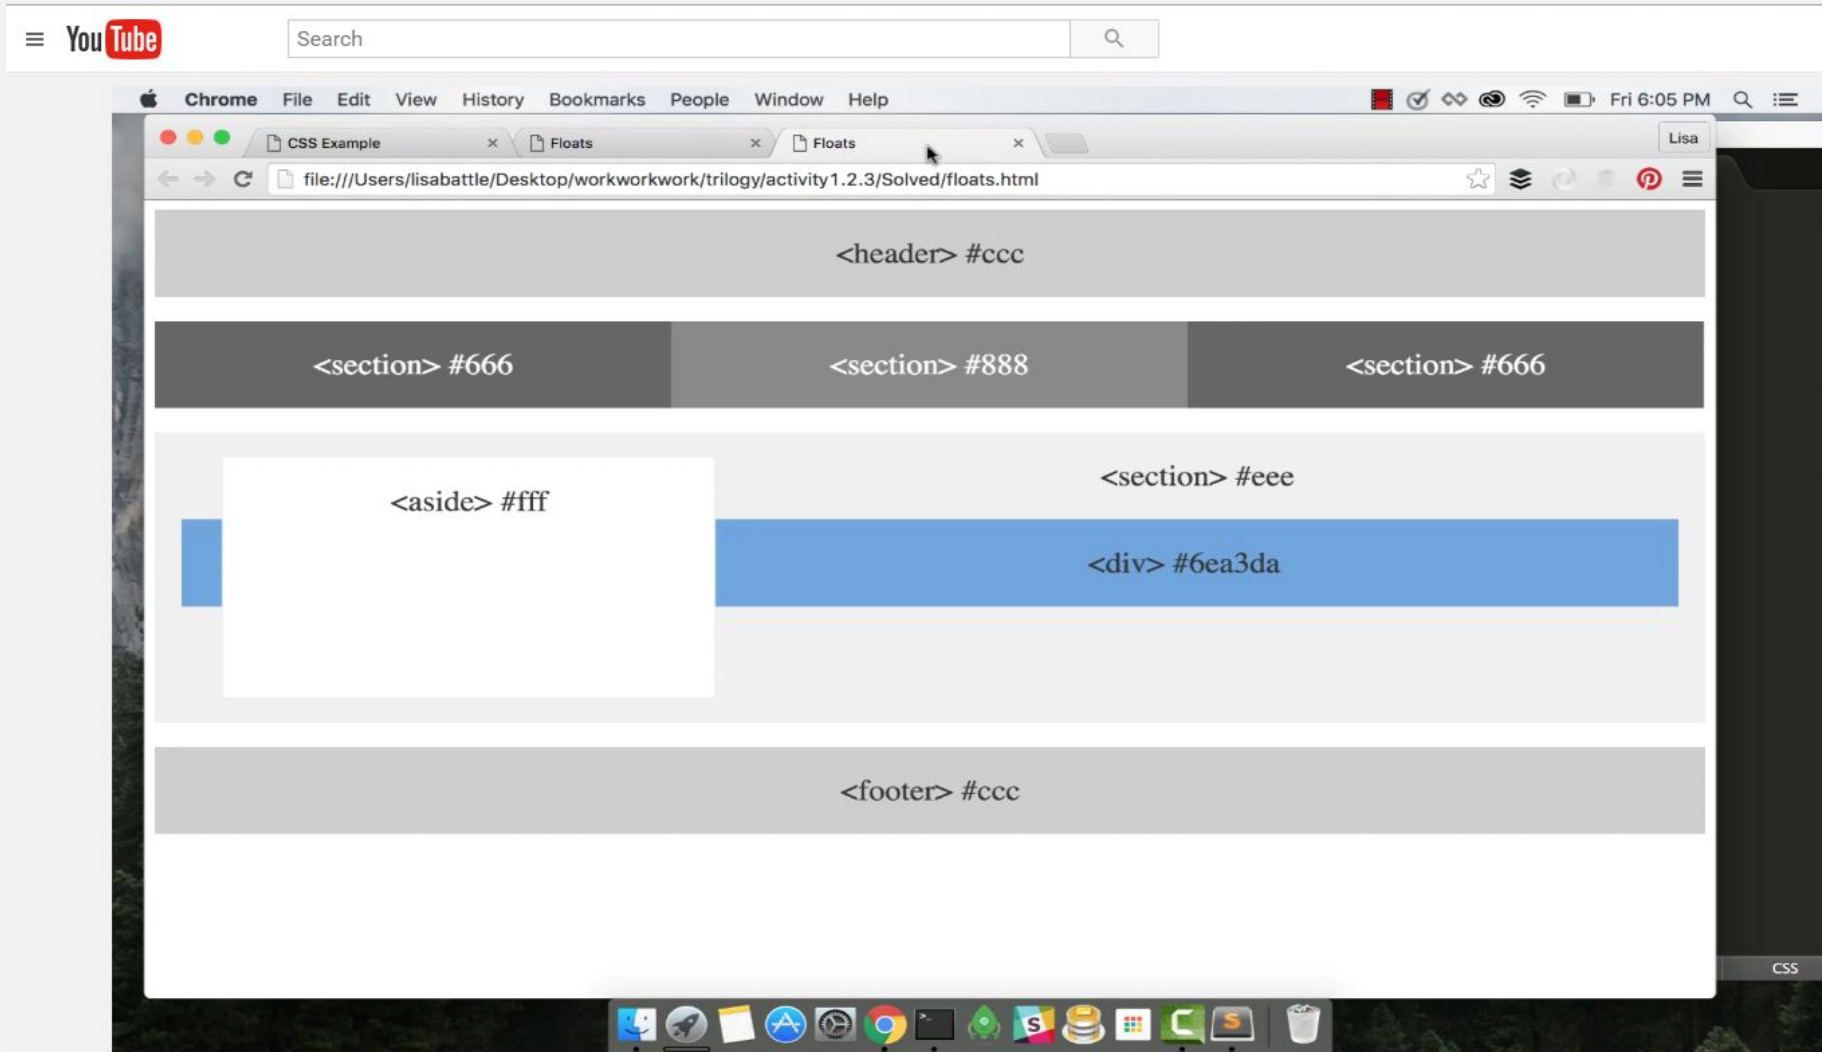 YouTube
Search
Chrome File Edit View History Bookmarks People Window Help Fri 6:05 PM
CSS Example
Floats
Floats
Lisa
file:///Users/lisabattle/Desktop/workworkwork/trilogy/activity1.2.3/Solved/floats.html
<header> #ccc
<section> #666
<section> #888
<section> #666
<aside> #fff
<section> #eee
<div> #6ea3da
<footer> #ccc
CSS